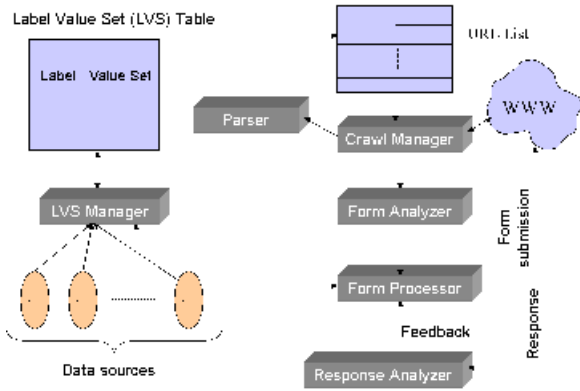 Label Value Set (LVS) Table
URL List
Label Value Set
WWW
Parser
Crawl Manager
LVS Manager
Form Analyzer
Form submission
Form Processor
Response
Feedback
Data sources
Response Analyzer